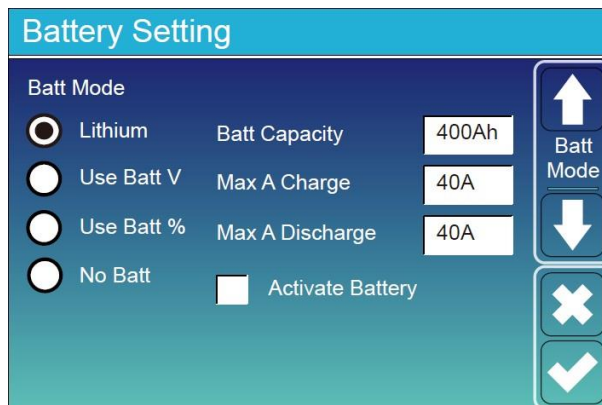 Battery Setting
Batt Mode
Lithium
Batt Capacity 400Ah
Use Batt V
Max A Charge 40A
Use Batt %
Max A Discharge 40A
No Batt
Activate Battery
Batt
Mode